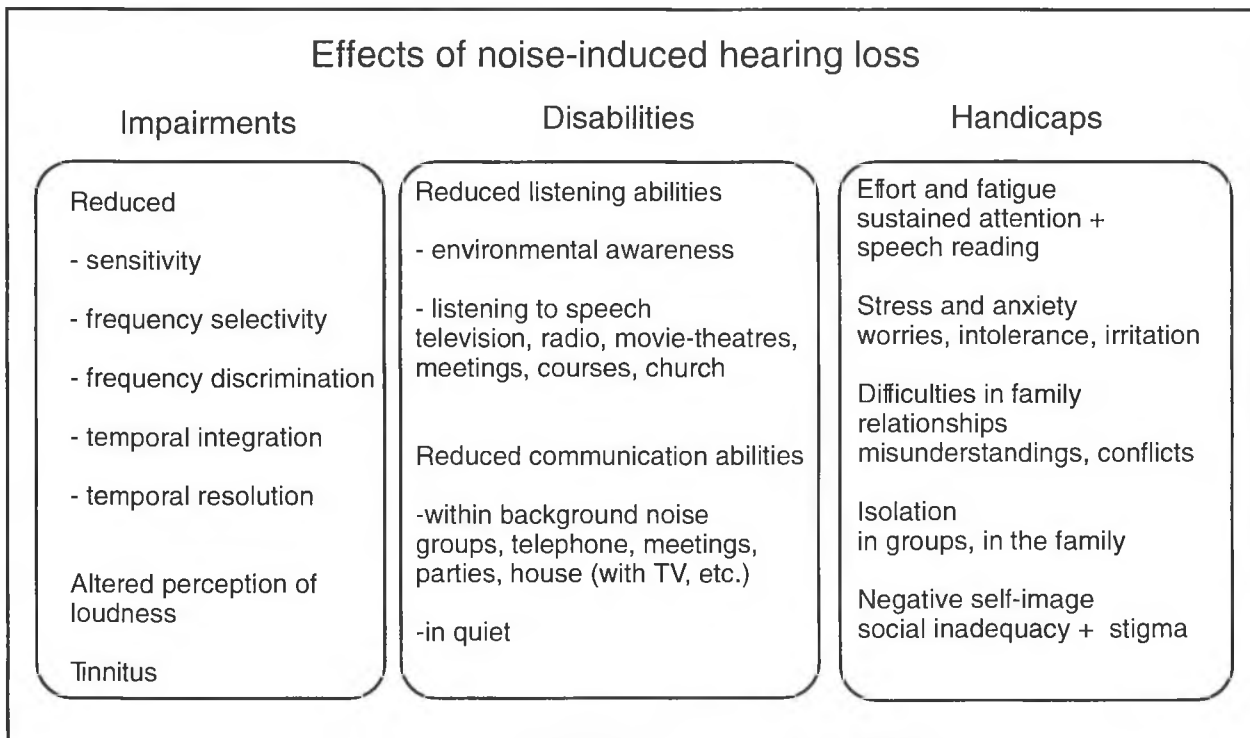 Effects of noise-induced hearing loss
Impairments
Reduced
- sensitivity
- frequency selectivity
- frequency discrimination
- temporal integration
- temporal resolution
Altered perception of
loudness
Tinnitus
Disabilities
Reduced listening abilities
- environmental awareness
- listening to speech
television, radio, movie-theatres,
meetings, courses, church
Reduced communication abilities
-within background noise
groups, telephone, meetings,
parties, house (with TV, etc.)
-in quiet
Handicaps
Effort and fatigue
sustained attention +
speech reading
Stress and anxiety
worries, intolerance, irritation
Difficulties in family
relationships
misunderstandings, conflicts
Isolation
in groups, in the family
Negative self-image
social inadequacy + stigma